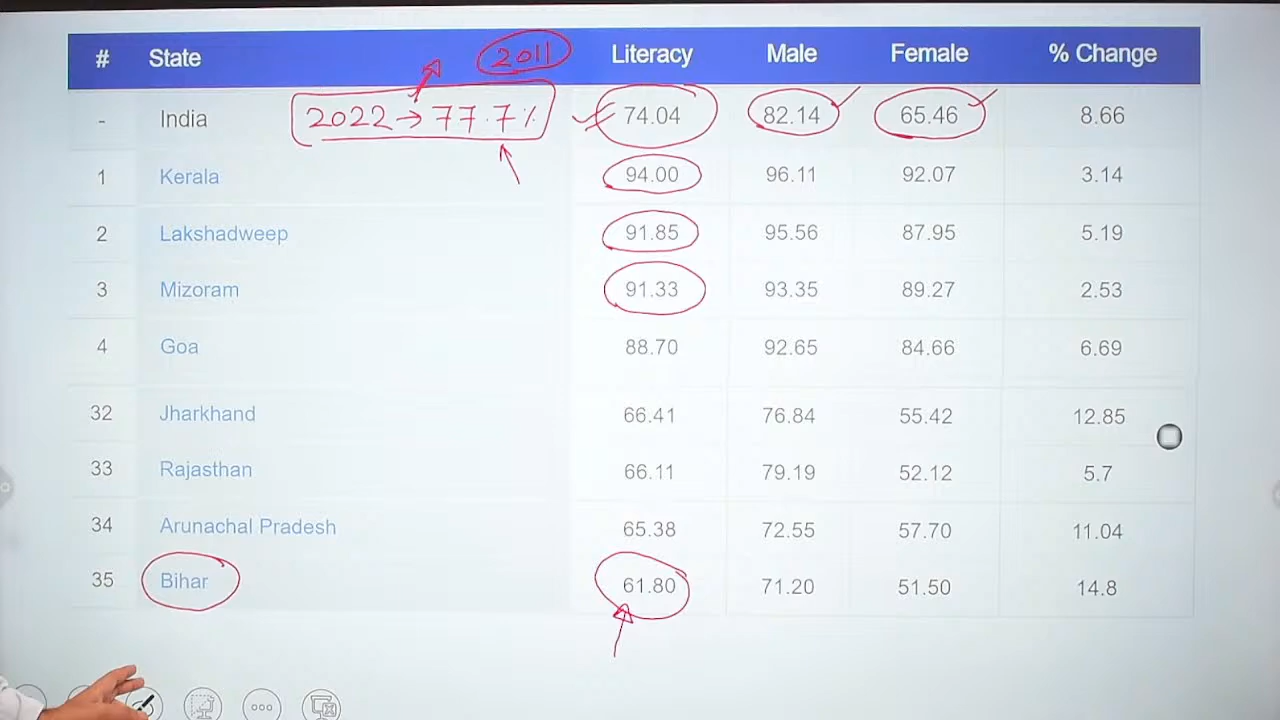 # State 2011 Literacy Male Female % Change
- India 2022 → 77.7% 74.04 82.14 65.46 8.66
1 Kerala 94.00 96.11 92.07 3.14
2 Lakshadweep 91.85 95.56 87.95 5.19
3 Mizoram 91.33 93.35 89.27 2.53
4 Goa 88.70 92.65 84.66 6.69
32 Jharkhand 66.41 76.84 55.42 12.85
33 Rajasthan 66.11 79.19 52.12 5.7
34 Arunachal Pradesh 65.38 72.55 57.70 11.04
35 Bihar 61.80 71.20 51.50 14.8